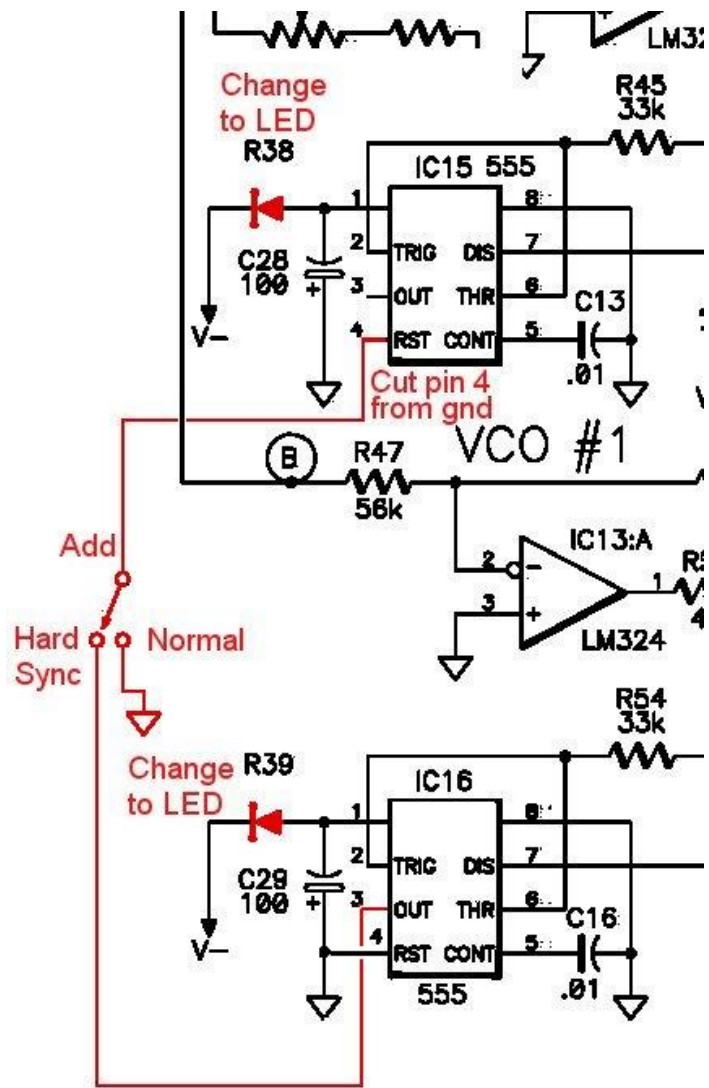 LM32
Change
to LED
R38
R45
33k
IC15 555
1
8
2
TRIG
DIS
7
C28
100
+
3
OUT
THR
6
C13
4
RST
CONT
5
.01
V-
Cut pin 4
from gnd
VCO #1
B
R47
56k
Add
IC13:A
2
-
3
+
1
LM324
Hard
Sync
Normal
R54
33k
Change
to LED
R39
IC16
1
8
2
TRIG
DIS
7
C29
100
+
3
OUT
THR
6
C16
4
RST
CONT
5
.01
V-
555